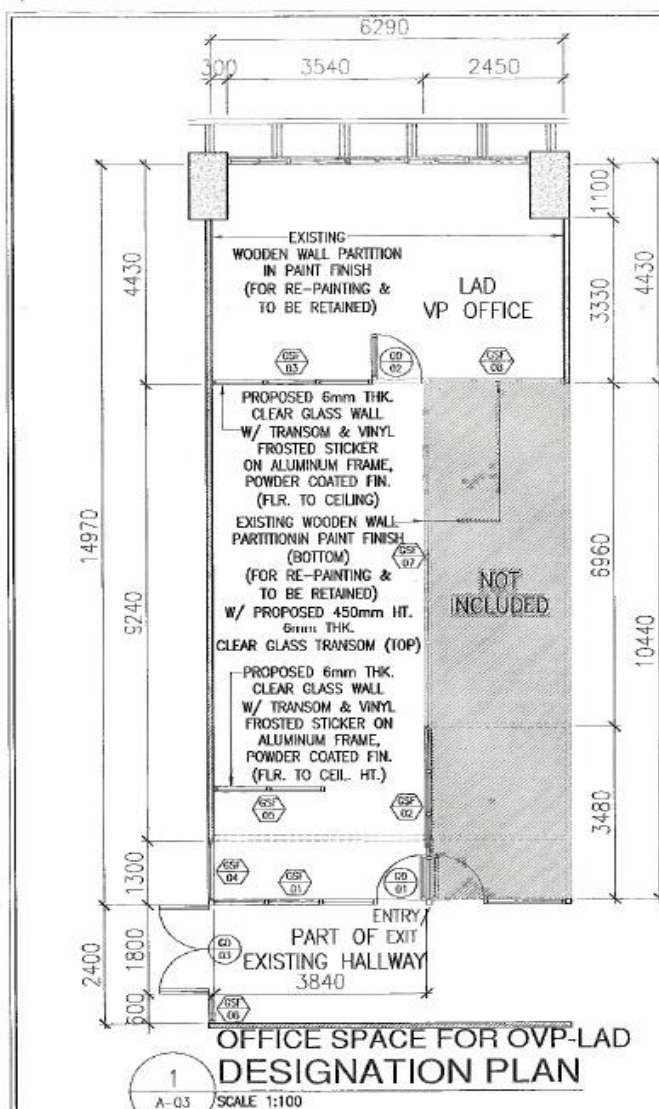 6290
300
3540
2450
1100
4430
3330
4430
EXISTING
WOODEN WALL PARTITION
IN PAINT FINISH
(FOR RE-PAINTING &
TO BE RETAINED)
LAD
VP OFFICE
GSF
03
GD
02
GSF
08
PROPOSED 6mm THK.
CLEAR GLASS WALL
W/ TRANSOM & VINYL
FROSTED STICKER
ON ALUMINUM FRAME,
POWDER COATED FIN.
(FLR. TO CEILING)
EXISTING WOODEN WALL
PARTITIONIN PAINT FINISH
(BOTTOM)
(FOR RE-PAINTING &
TO BE RETAINED)
W/ PROPOSED 450mm HT.
6mm THK.
CLEAR GLASS TRANSOM (TOP)
GSF
07
NOT
INCLUDED
14970
9240
6960
10440
PROPOSED 6mm THK.
CLEAR GLASS WALL
W/ TRANSOM & VINYL
FROSTED STICKER ON
ALUMINUM FRAME,
POWDER COATED FIN.
(FLR. TO CEIL. HT.)
GSF
05
GSF
02
3480
1300
GSF
04
GSF
01
GD
01
ENTRY/
EXIT
PART OF
EXISTING HALLWAY
3840
GD
03
2400
1800
600
GSF
06
OFFICE SPACE FOR OVP-LAD
DESIGNATION PLAN
1
A-03
SCALE 1:100